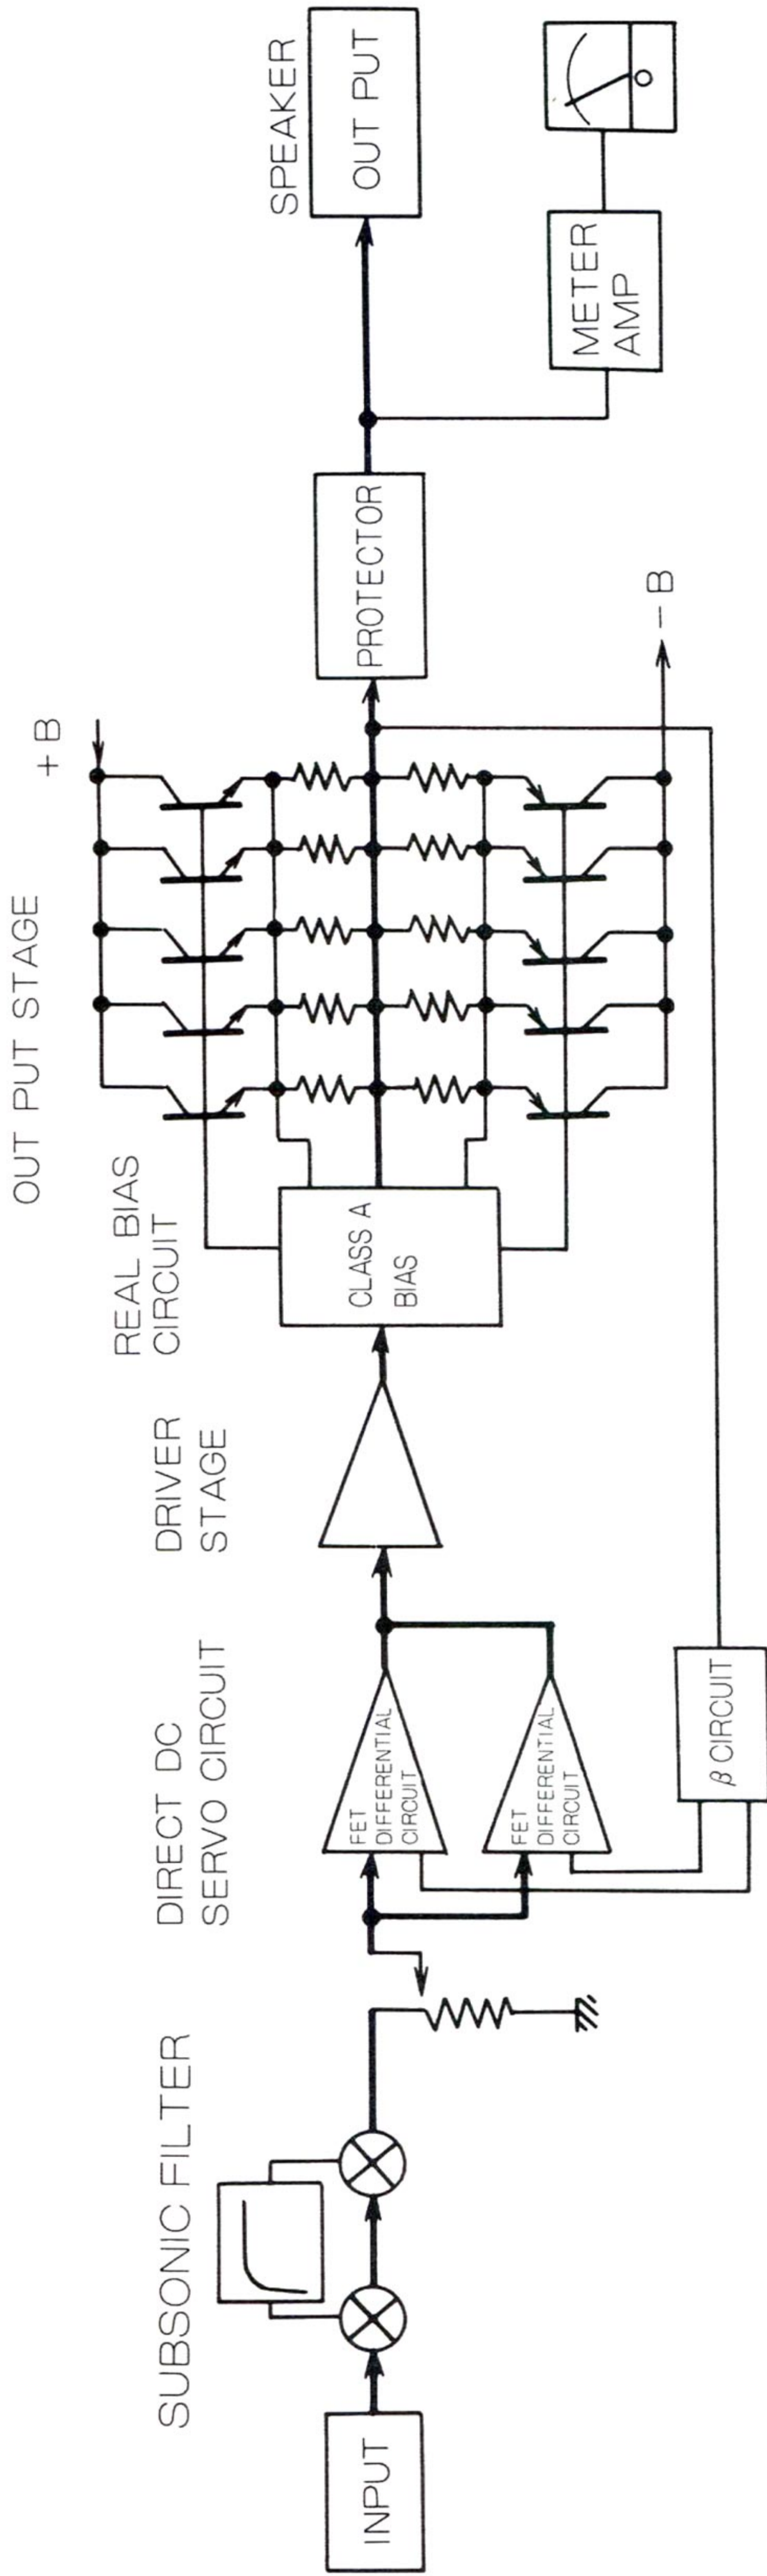 INPUT
SUBSONIC FILTER
DIRECT DC
SERVO CIRCUIT
FET
DIFFERENTIAL
CIRCUIT
FET
DIFFERENTIAL
CIRCUIT
β CIRCUIT
DRIVER
STAGE
REAL BIAS
CIRCUIT
CLASS A
BIAS
OUT PUT STAGE
+ B
− B
PROTECTOR
METER
AMP
SPEAKER
OUT PUT